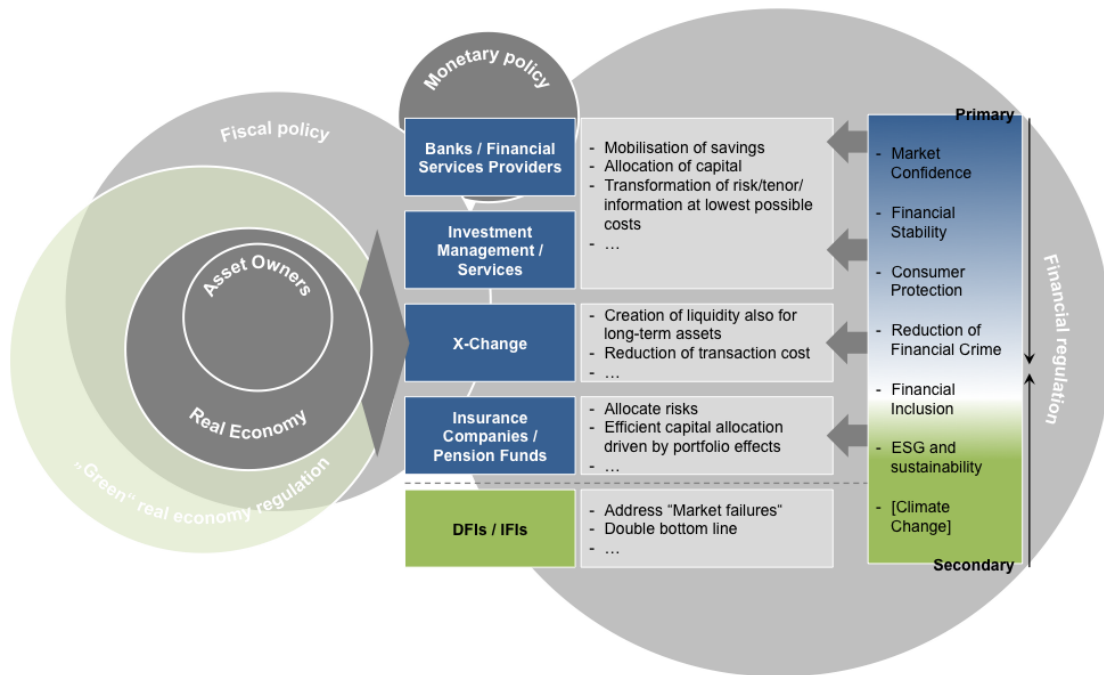 Monetary policy
Fiscal policy
Asset Owners
Real Economy
„Green“ real economy regulation
Banks / Financial
Services Providers
- Mobilisation of savings
- Allocation of capital
- Transformation of risk/tenor/
information at lowest possible
costs
- …
Investment
Management /
Services
X-Change
- Creation of liquidity also for
long-term assets
- Reduction of transaction cost
- …
Insurance
Companies /
Pension Funds
- Allocate risks
- Efficient capital allocation
driven by portfolio effects
- …
DFIs / IFIs
- Address “Market failures“
- Double bottom line
- …
Primary
- Market
Confidence
- Financial
Stability
- Consumer
Protection
- Reduction of
Financial Crime
- Financial
Inclusion
- ESG and
sustainability
- [Climate
Change]
Secondary
Financial regulation